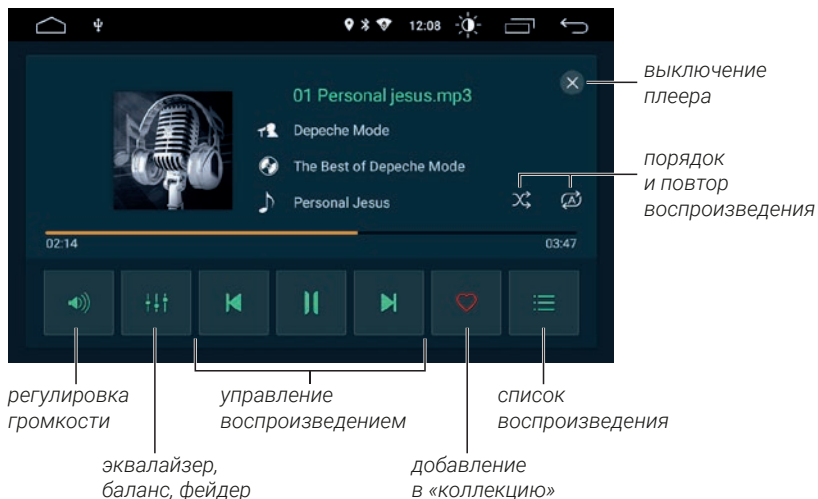 12:08
выключение
плеера
01 Personal jesus.mp3
Depeche Mode
The Best of Depeche Mode
Personal Jesus
порядок
и повтор
воспроизведения
02:14
03:47
регулировка
громкости
управление
воспроизведением
список
воспроизведения
эквалайзер,
баланс, фейдер
добавление
в «коллекцию»